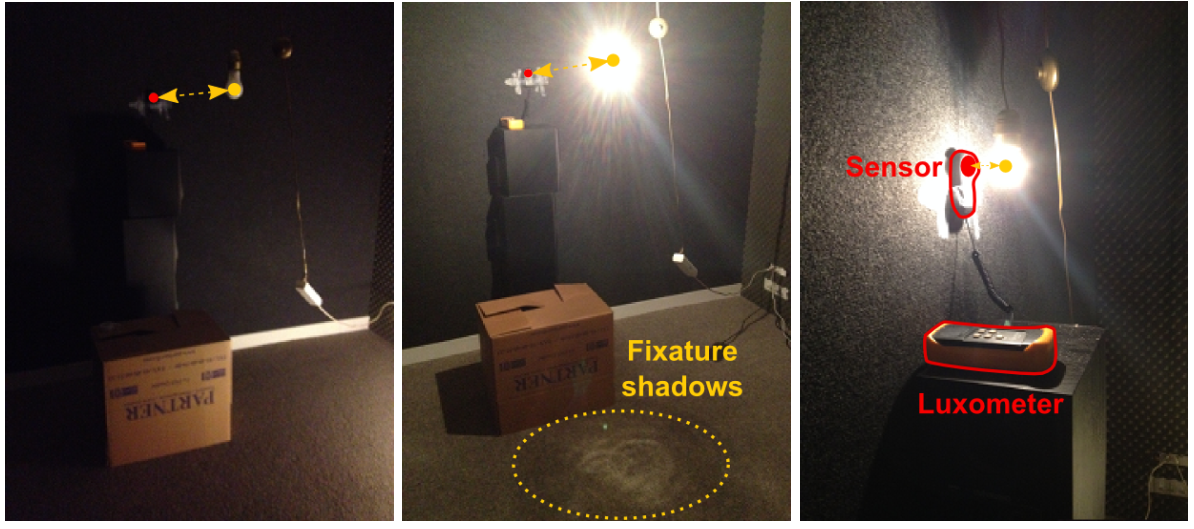 PARTNER
Fixature
shadows
PARTNER
Sensor
Luxometer